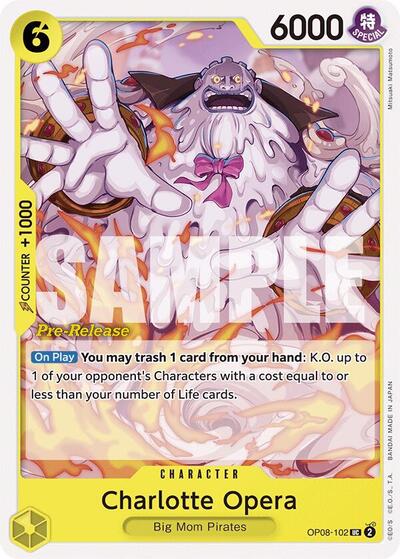 6
6000
特
SPECIAL
Mitsuaki Matsumoto
COUNTER +1000
SAMPLE
Pre-Release
On Play You may trash 1 card from your hand: K.O. up to
1 of your opponent's Characters with a cost equal to or
less than your number of Life cards.
CHARACTER
Charlotte Opera
Big Mom Pirates
OP08-102 UC 2
©E.O/S ©E.O./S., T.A. BANDAI MADE IN JAPAN